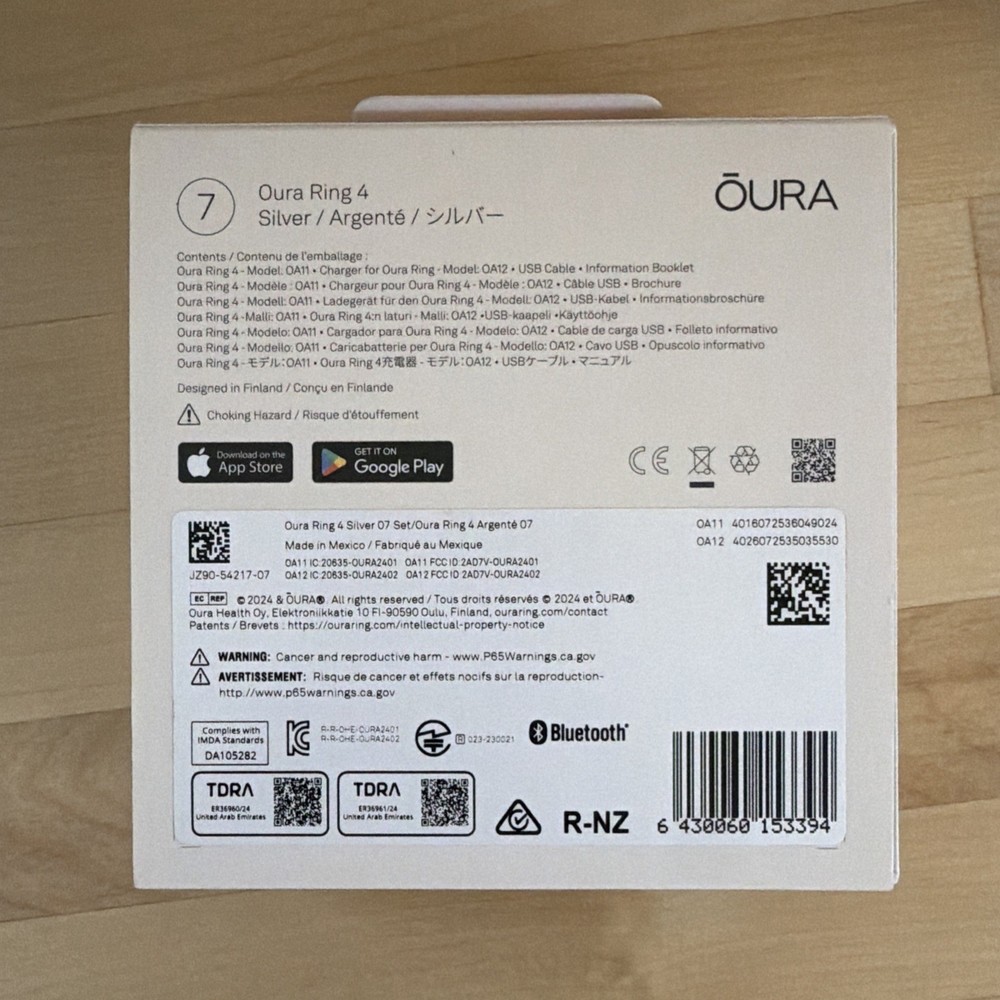 7
Oura Ring 4
Silver / Argenté / シルバー
ŌURA
Contents / Contenu de l'emballage :
Oura Ring 4 - Model: OA11 • Charger for Oura Ring - Model: OA12 • USB Cable • Information Booklet
Oura Ring 4 - Modèle : OA11 • Chargeur pour Oura Ring 4 - Modèle : OA12 • Câble USB • Brochure
Oura Ring 4 - Modell: OA11 • Ladegerät für den Oura Ring 4 - Modell: OA12 • USB-Kabel • Informationsbroschüre
Oura Ring 4 - Malli: OA11 • Oura Ring 4:n laturi - Malli: OA12 •USB-kaapeli •Käyttöohje
Oura Ring 4 - Modelo: OA11 • Cargador para Oura Ring 4 - Modelo: OA12 • Cable de carga USB • Folleto informativo
Oura Ring 4 - Modello: OA11 • Caricabatterie per Oura Ring 4 - Modello: OA12 • Cavo USB • Opuscolo informativo
Oura Ring 4 - モデル：OA11 • Oura Ring 4充電器 - モデル：OA12 • USBケーブル • マニュアル
Designed in Finland / Conçu en Finlande
Choking Hazard / Risque d'étouffement
Download on the
App Store
GET IT ON
Google Play
CE
Oura Ring 4 Silver 07 Set/Oura Ring 4 Argenté 07
Made in Mexico / Fabriqué au Mexique
OA11 IC:20635-OURA2401 OA11 FCC ID:2AD7V-OURA2401
JZ90-54217-07 OA12 IC:20635-OURA2402 OA12 FCC ID:2AD7V-OURA2402
OA11 4016072536049024
OA12 4026072535035530
EC REP © 2024 & ŌURA®. All rights reserved / Tous droits réservés © 2024 et ŌURA®.
Oura Health Oy, Elektroniikkatie 10 FI-90590 Oulu, Finland, ouraring.com/contact
Patents / Brevets : https://ouraring.com/intellectual-property-notice
WARNING: Cancer and reproductive harm - www.P65Warnings.ca.gov
AVERTISSEMENT: Risque de cancer et effets nocifs sur la reproduction-
http://www.p65warnings.ca.gov
Complies with
IMDA Standards
DA105282
R-R-OHE-OURA2401
R-R-OHE-OURA2402
R 023-230021
Bluetooth®
TDRA
ER36960/24
United Arab Emirates
TDRA
ER36961/24
United Arab Emirates
R-NZ
6 430060 153394